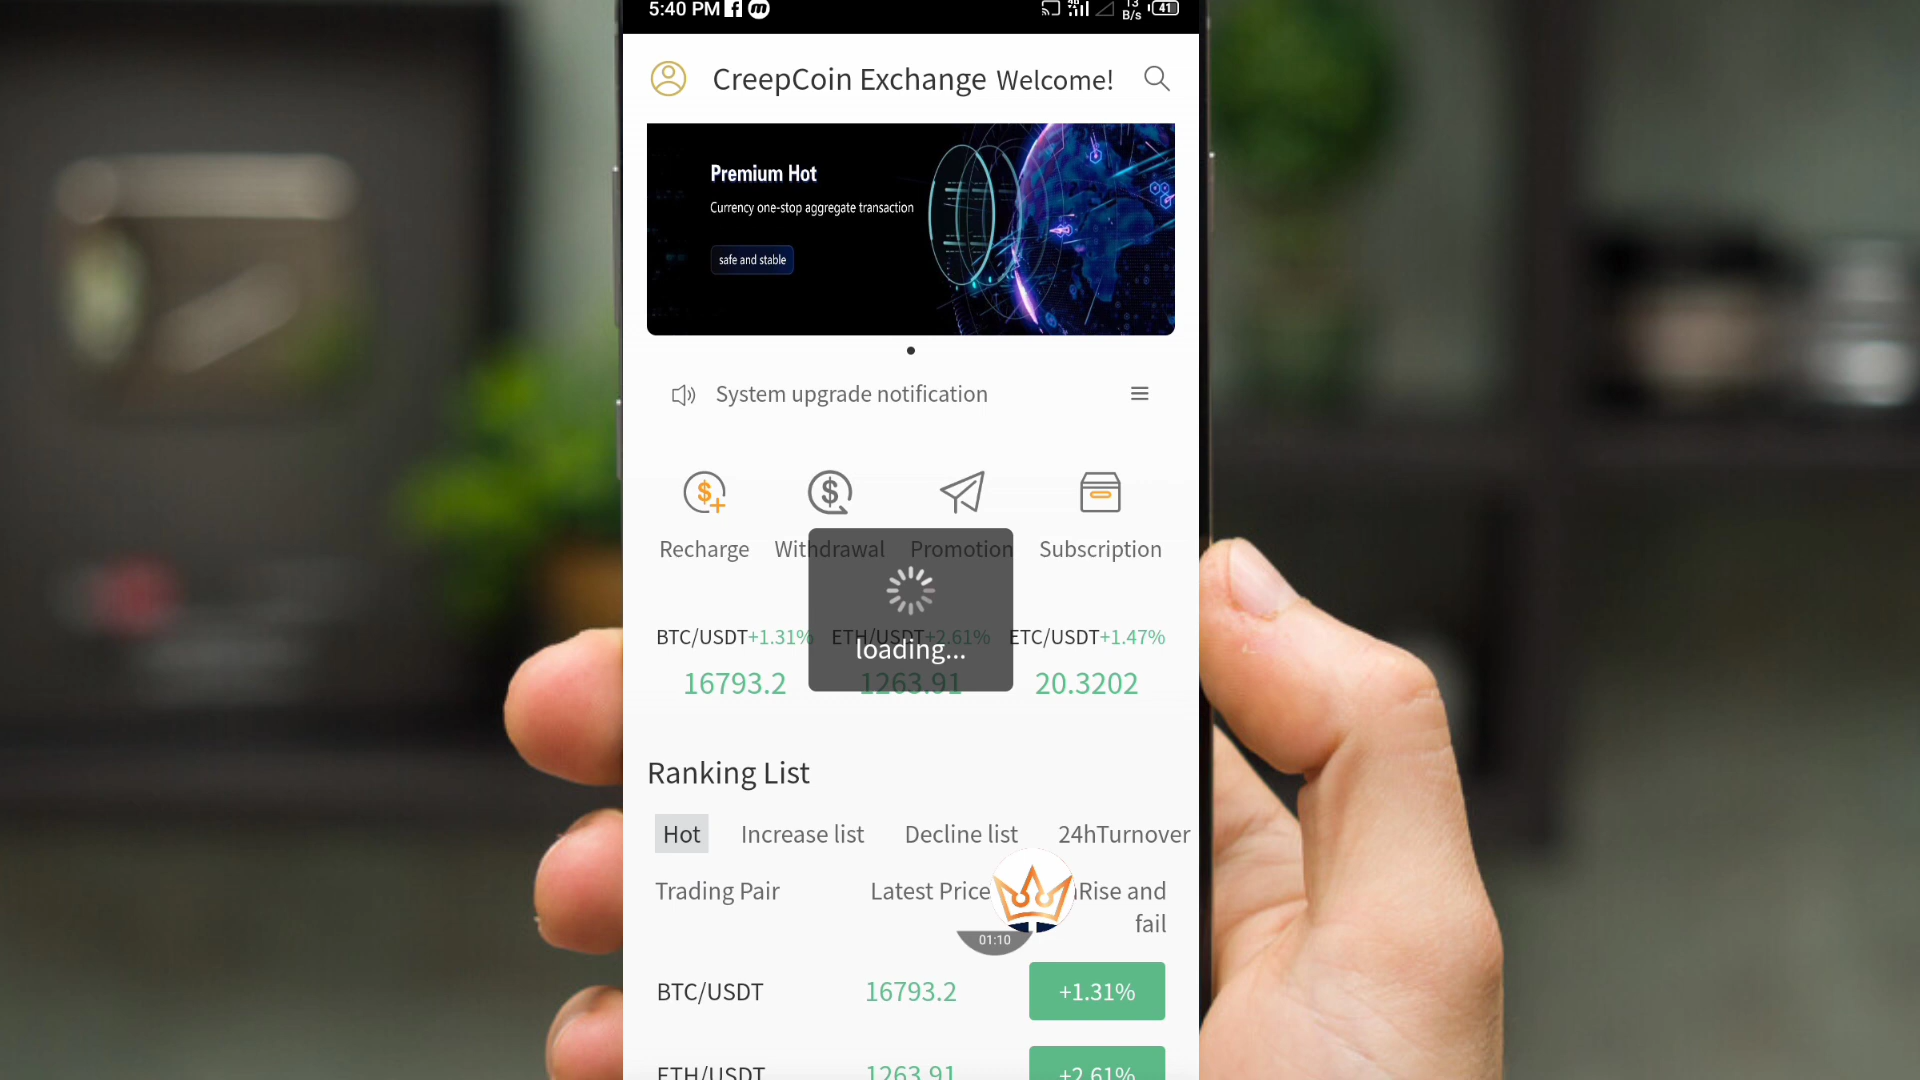 5:40 PM
13
B/s
41
CreepCoin Exchange Welcome!
Premium Hot
Currency one-stop aggregate transaction
safe and stable
System upgrade notification
Recharge Withdrawal Promotion Subscription
BTC/USDT+1.31% ETH/USDT+2.61% ETC/USDT+1.47%
loading...
16793.2 1263.91 20.3202
Ranking List
Hot Increase list Decline list 24hTurnover
Trading Pair Latest Price Rise and
fail
01:10
BTC/USDT 16793.2 +1.31%
ETH/USDT 1263.91 +2.61%